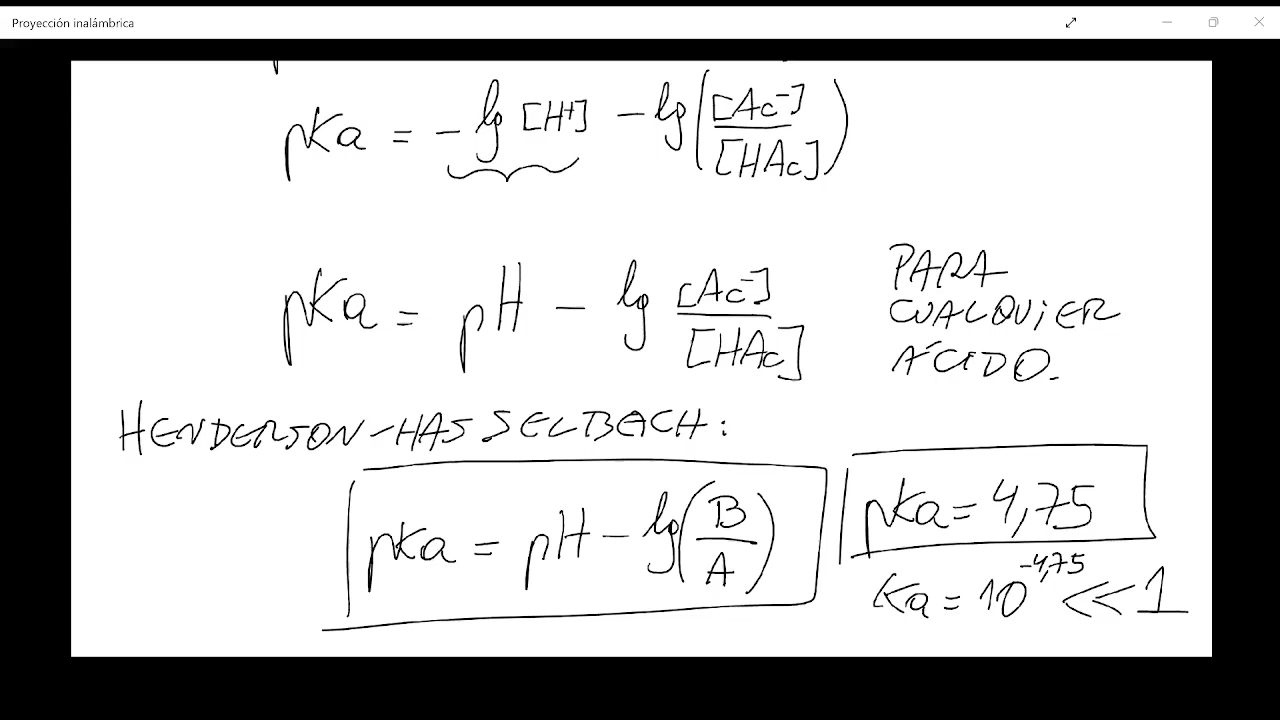 Proyección inalámbrica
pKa = -lg [H+] - lg([Ac-]/[HAc])
pKa = pH - lg [Ac-]/[HAc]
PARA
CUALQUIER
ÁCIDO.
HENDERSON-HASSELBACH:
pKa = pH - lg(B/A)
pKa = 4,75
Ka = 10^-4,75 << 1